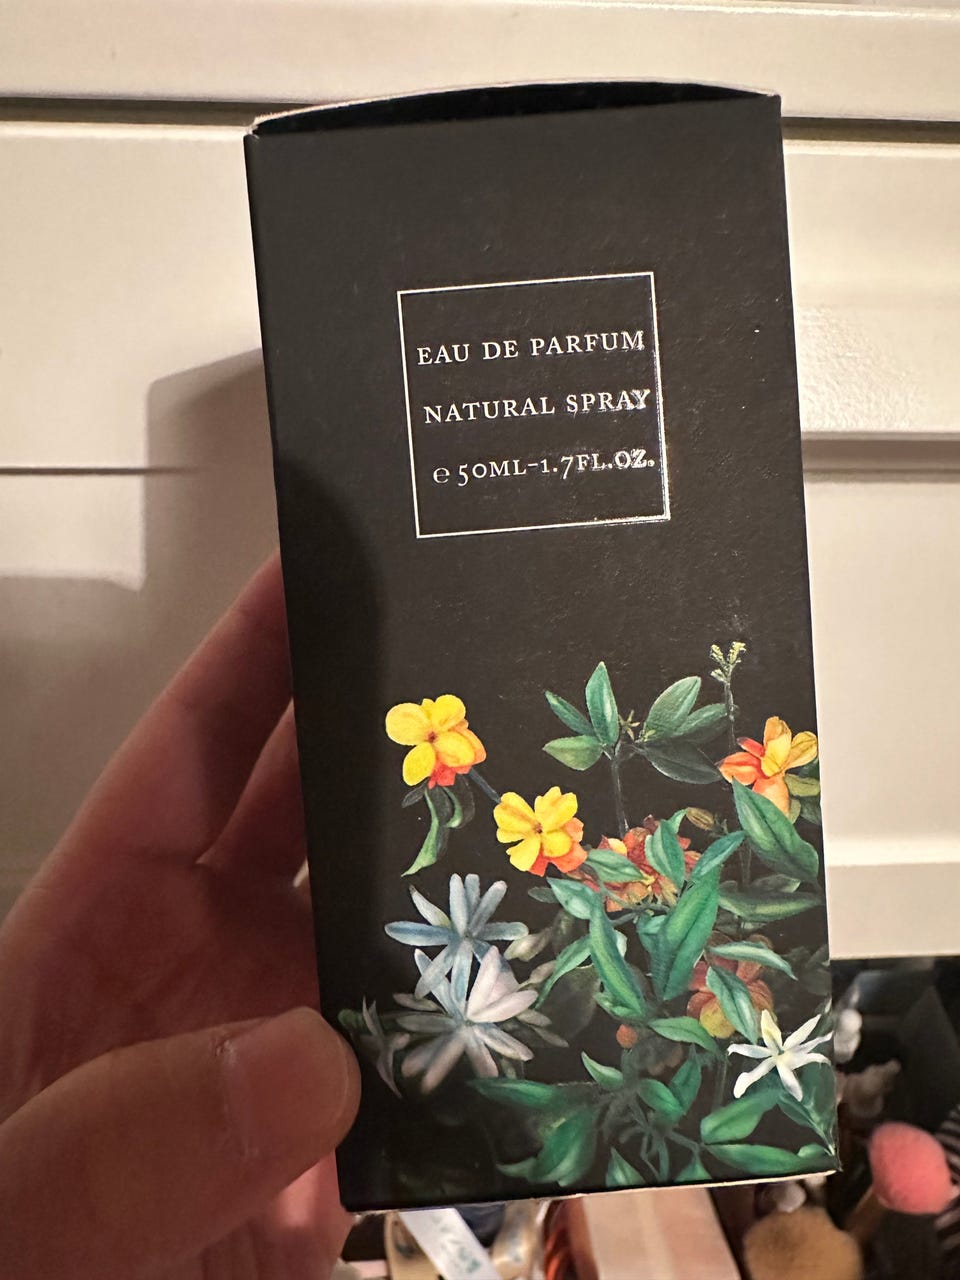 EAU DE PARFUM
NATURAL SPRAY
℮ 50ML-1.7FL.OZ.